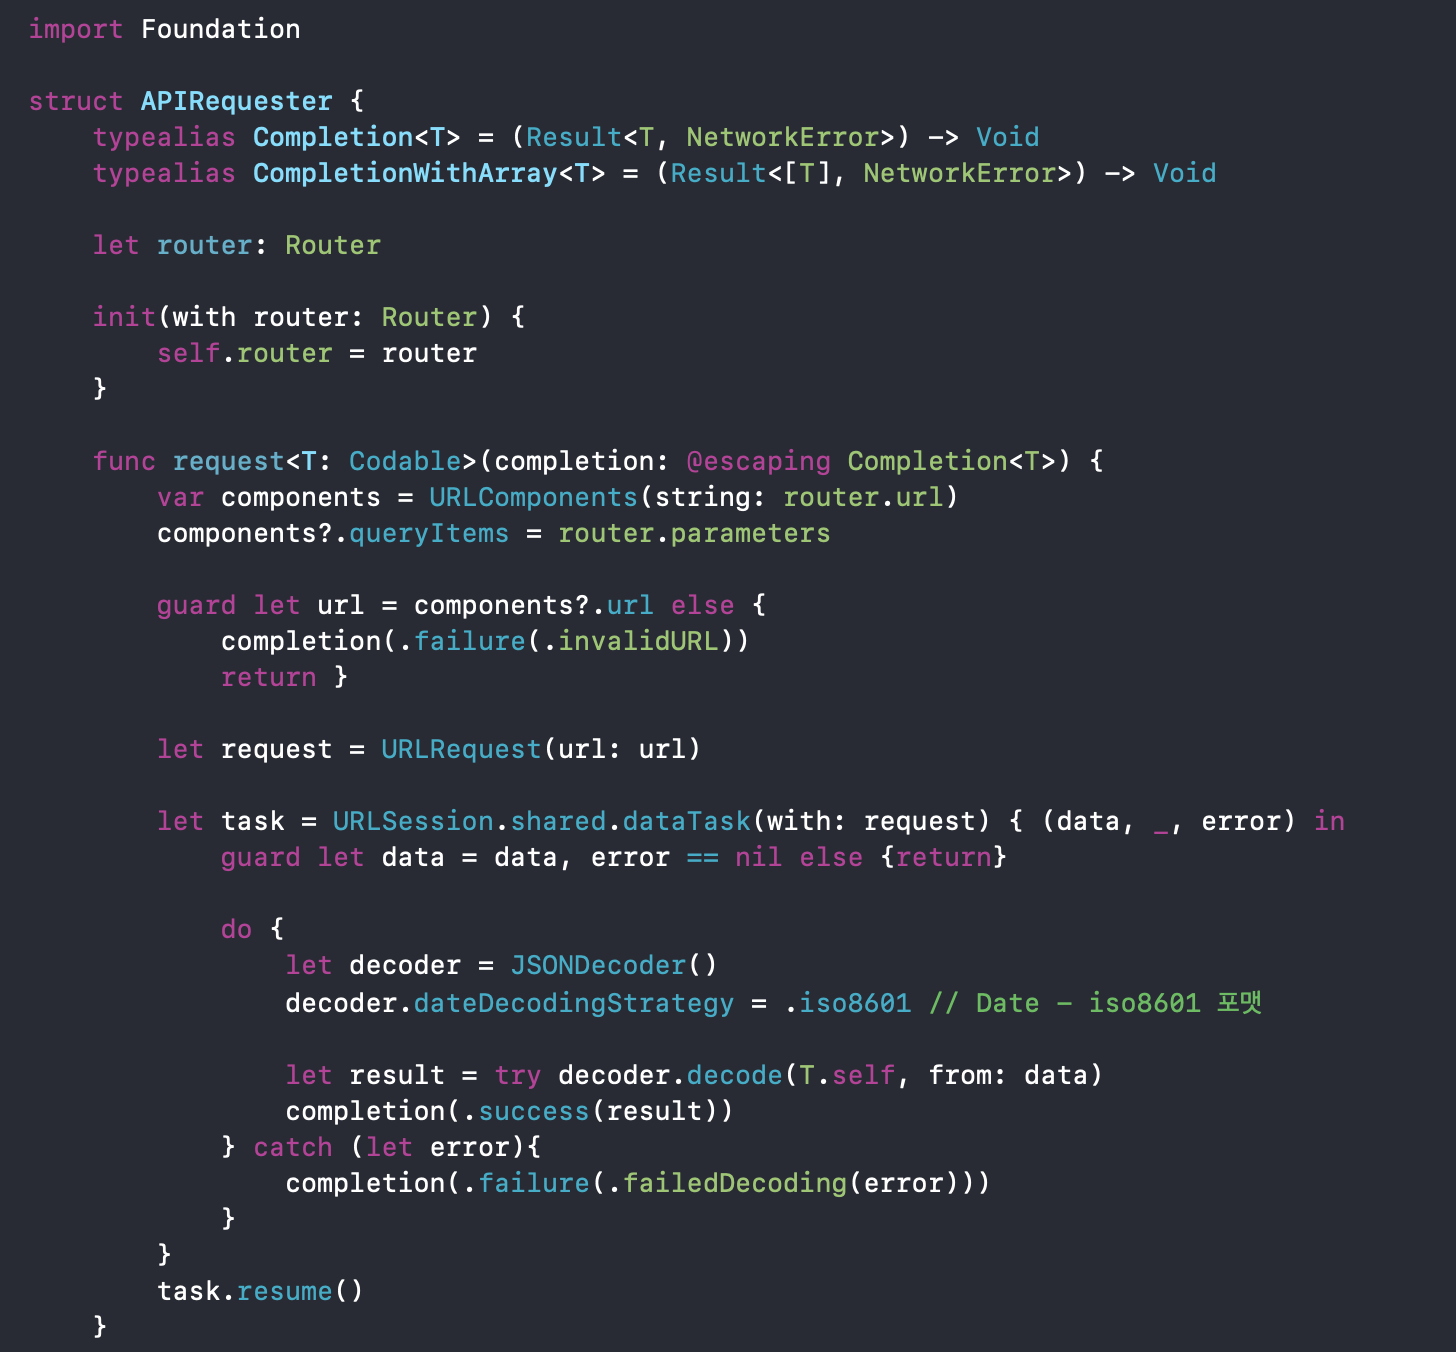 import Foundation
struct APIRequester {
    typealias Completion<T> = (Result<T, NetworkError>) -> Void
    typealias CompletionWithArray<T> = (Result<[T], NetworkError>) -> Void
    let router: Router
    init(with router: Router) {
        self.router = router
    }
    func request<T: Codable>(completion: @escaping Completion<T>) {
        var components = URLComponents(string: router.url)
        components?.queryItems = router.parameters
        guard let url = components?.url else {
            completion(.failure(.invalidURL))
            return }
        let request = URLRequest(url: url)
        let task = URLSession.shared.dataTask(with: request) { (data, _, error) in
            guard let data = data, error == nil else {return}
            do {
                let decoder = JSONDecoder()
                decoder.dateDecodingStrategy = .iso8601 // Date - iso8601 포맷
                let result = try decoder.decode(T.self, from: data)
                completion(.success(result))
            } catch (let error){
                completion(.failure(.failedDecoding(error)))
            }
        }
        task.resume()
    }